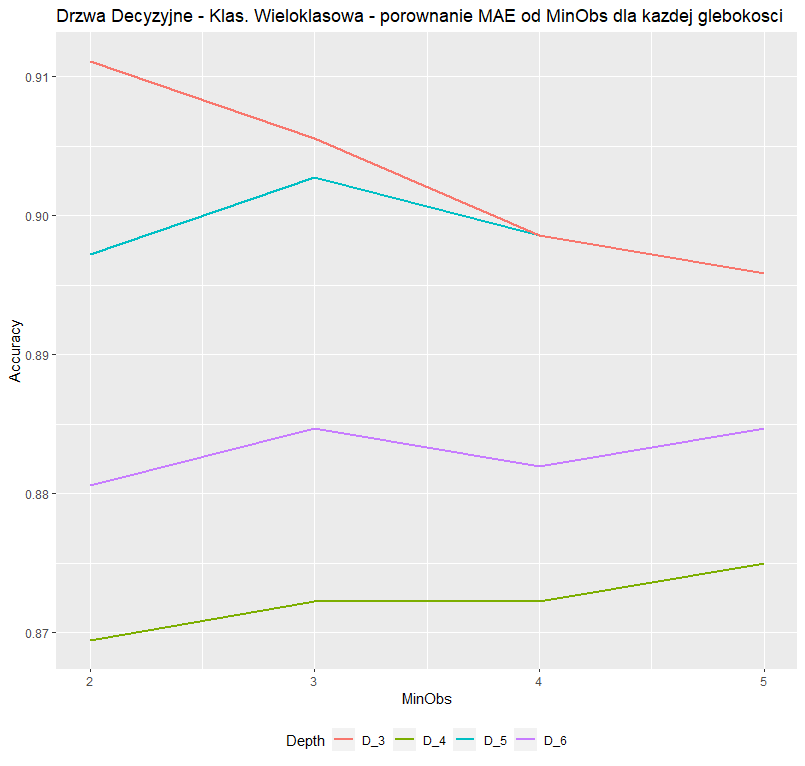 Drzwa Decyzyjne - Klas. Wieloklasowa - porownanie MAE od MinObs dla kazdej glebokosci
0.91
0.90
0.89
0.88
0.87
Accuracy
2 3 4 5
MinObs
Depth D_3 D_4 D_5 D_6